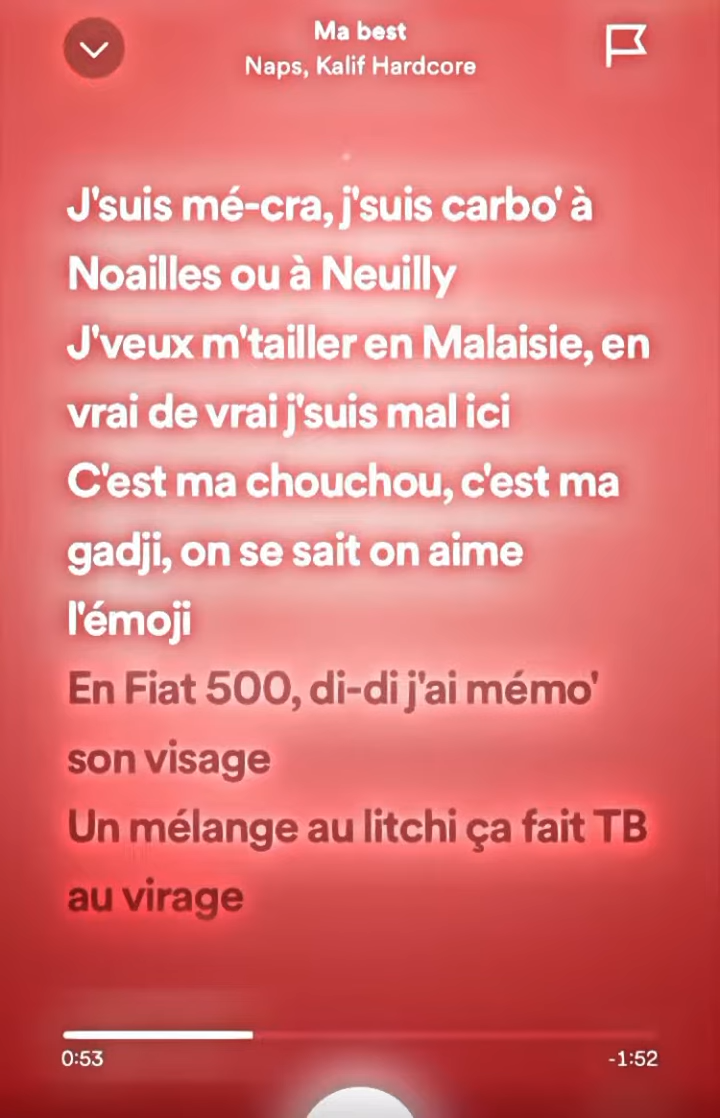 Ma best
Naps, Kalif Hardcore
J'suis mé-cra, j'suis carbo' à
Noailles ou à Neuilly
J'veux m'tailler en Malaisie, en
vrai de vrai j'suis mal ici
C'est ma chouchou, c'est ma
gadji, on se sait on aime
l'émoji
En Fiat 500, di-di j'ai mémo'
son visage
Un mélange au litchi ça fait TB
au virage
0:53
-1:52